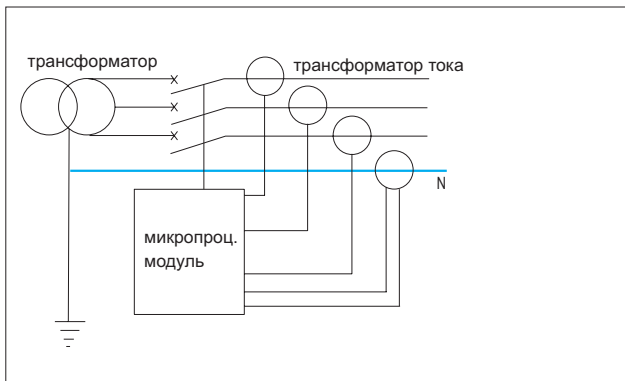 трансформатор
трансформатор тока
N
микропроц.
модуль